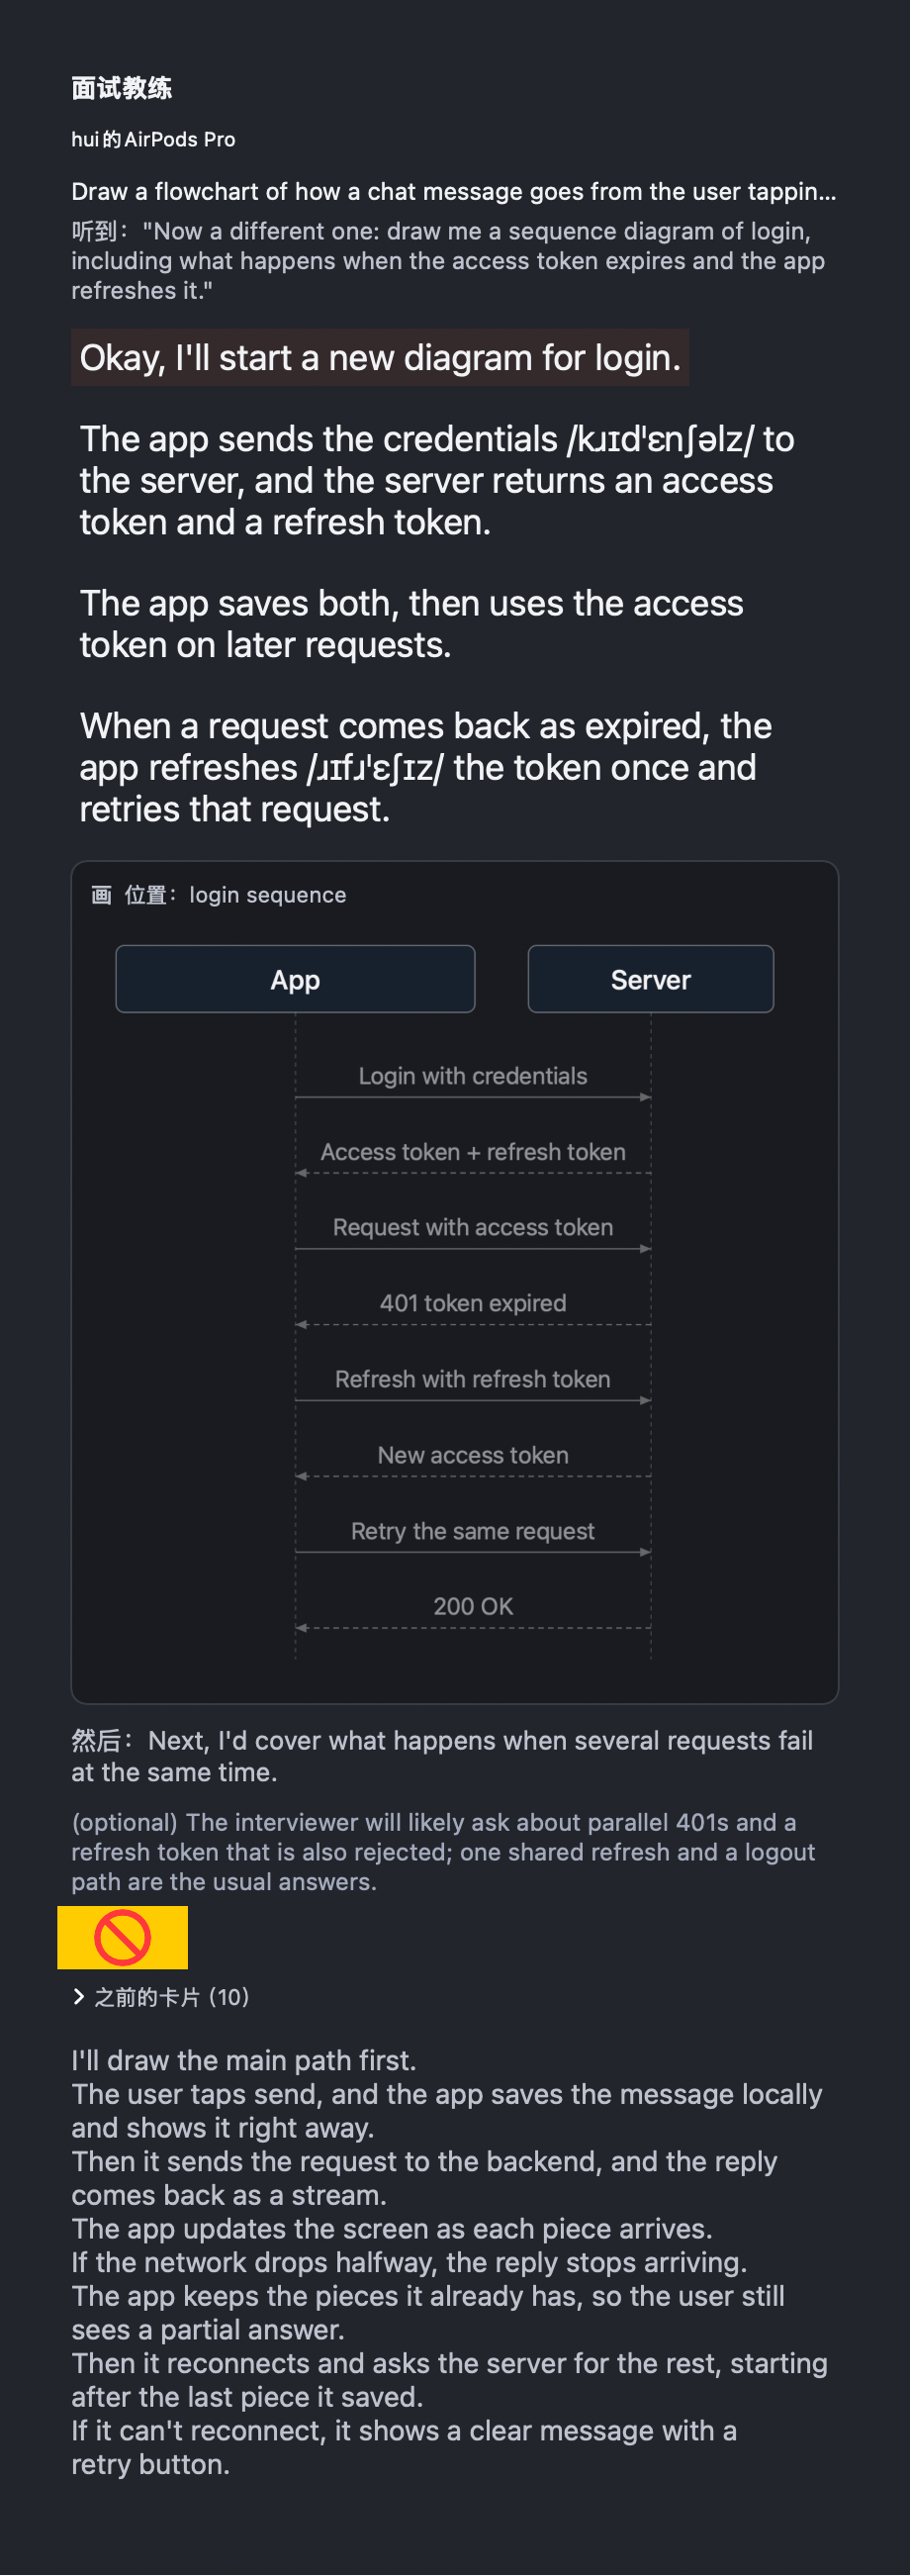 面试教练
hui的AirPods Pro
Draw a flowchart of how a chat message goes from the user tappin...
听到："Now a different one: draw me a sequence diagram of login,
including what happens when the access token expires and the app
refreshes it."
Okay, I'll start a new diagram for login.
The app sends the credentials /kɹɪdˈɛnʃəlz/ to
the server, and the server returns an access
token and a refresh token.
The app saves both, then uses the access
token on later requests.
When a request comes back as expired, the
app refreshes /ɹɪfɹˈɛʃɪz/ the token once and
retries that request.
画 位置：login sequence
App
Server
Login with credentials
Access token + refresh token
Request with access token
401 token expired
Refresh with refresh token
New access token
Retry the same request
200 OK
然后：Next, I'd cover what happens when several requests fail
at the same time.
(optional) The interviewer will likely ask about parallel 401s and a
refresh token that is also rejected; one shared refresh and a logout
path are the usual answers.
之前的卡片 (10)
I'll draw the main path first.
The user taps send, and the app saves the message locally
and shows it right away.
Then it sends the request to the backend, and the reply
comes back as a stream.
The app updates the screen as each piece arrives.
If the network drops halfway, the reply stops arriving.
The app keeps the pieces it already has, so the user still
sees a partial answer.
Then it reconnects and asks the server for the rest, starting
after the last piece it saved.
If it can't reconnect, it shows a clear message with a
retry button.